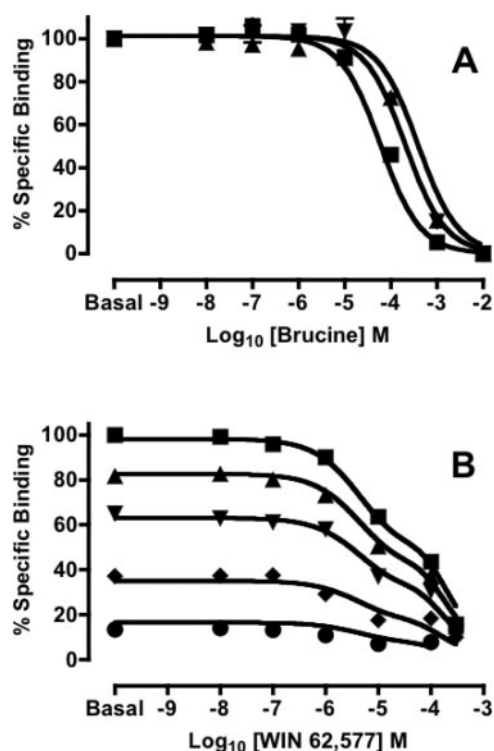 A
% Specific Binding
100
80
60
40
20
0
Basal -9 -8 -7 -6 -5 -4 -3 -2
Log10 [Brucine] M
B
% Specific Binding
100
80
60
40
20
0
Basal -9 -8 -7 -6 -5 -4 -3
Log10 [WIN 62,577] M